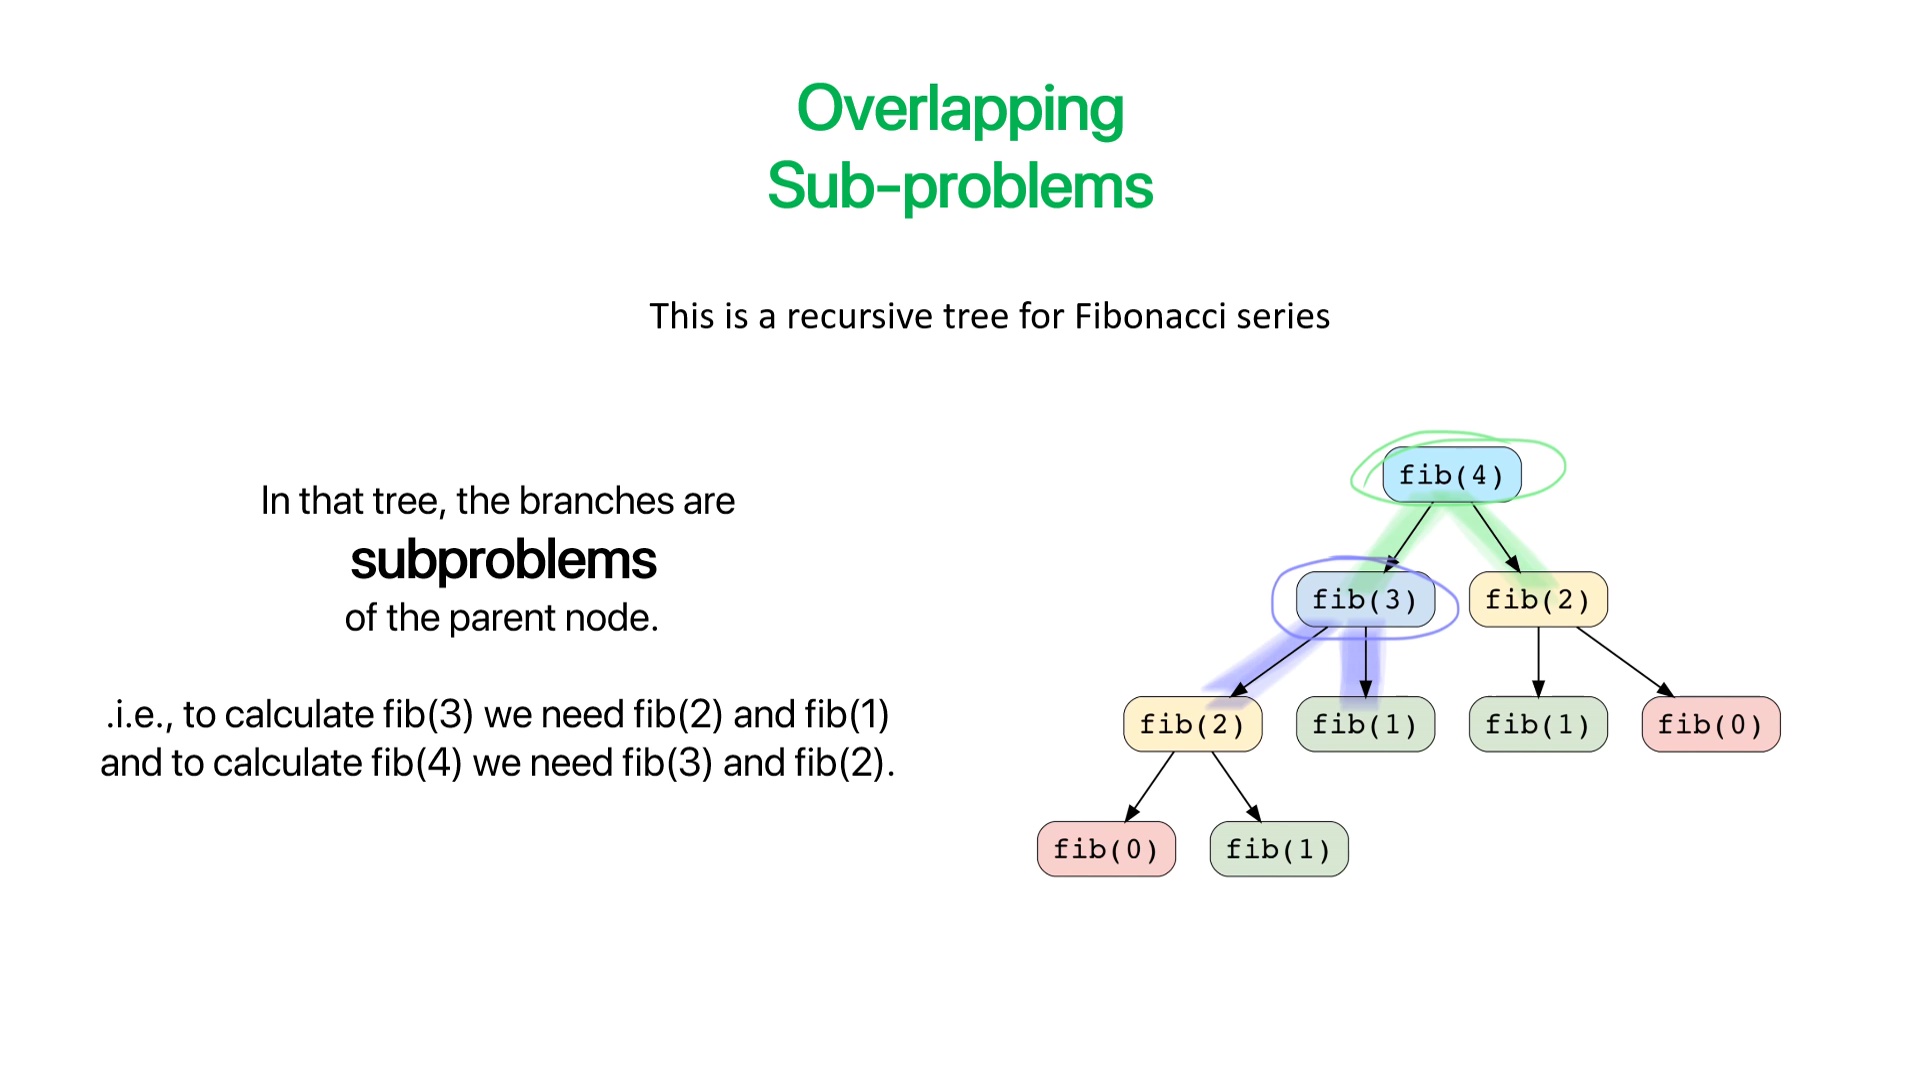 Overlapping
Sub-problems
This is a recursive tree for Fibonacci series
In that tree, the branches are
subproblems
of the parent node.
.i.e., to calculate fib(3) we need fib(2) and fib(1)
and to calculate fib(4) we need fib(3) and fib(2).
fib(4)
fib(3) fib(2)
fib(2) fib(1) fib(1) fib(0)
fib(0) fib(1)